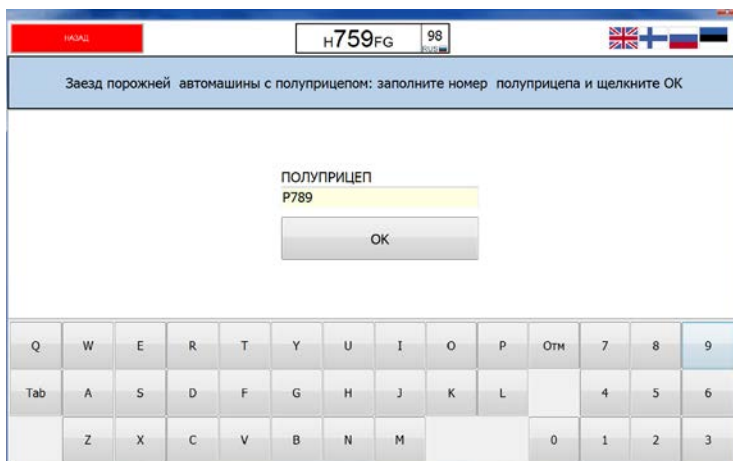 НАЗАД
H759FG 98
RUS
Заезд порожней автомашины с полуприцепом: заполните номер полуприцепа и щелкните ОК
ПОЛУПРИЦЕП
P789
OK
Q W E R T Y U I O P Отм 7 8 9
Tab A S D F G H J K L 4 5 6
Z X C V B N M 0 1 2 3